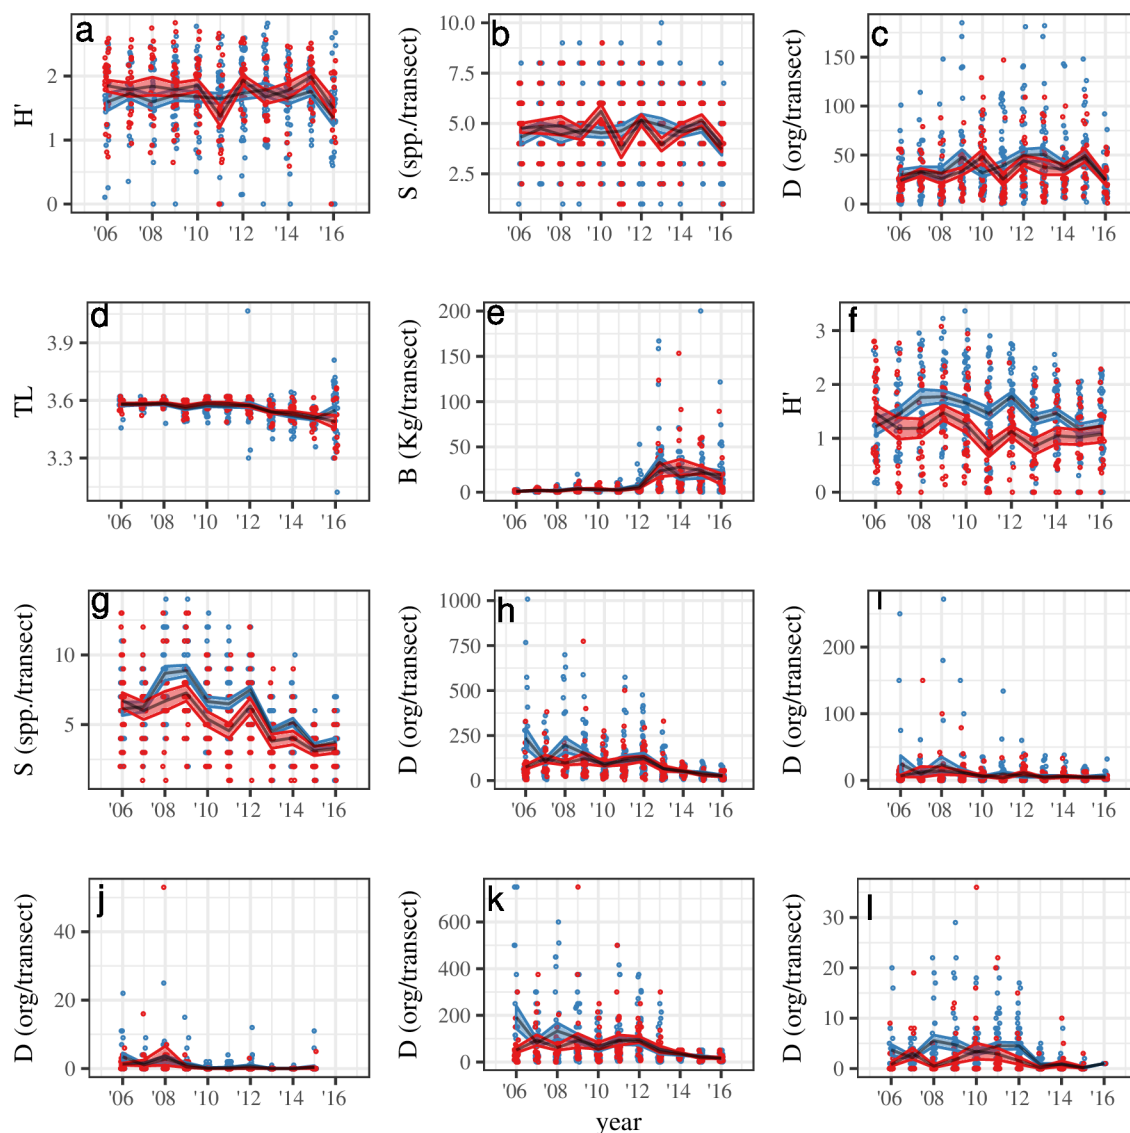 a
H'
2
1
0
'06 '08 '10 '12 '14 '16
b
S (spp./transect)
10.0
7.5
5.0
2.5
'06 '08 '10 '12 '14 '16
c
D (org/transect)
150
100
50
0
'06 '08 '10 '12 '14 '16
d
TL
3.9
3.6
3.3
'06 '08 '10 '12 '14 '16
e
B (Kg/transect)
200
150
100
50
0
'06 '08 '10 '12 '14 '16
f
H'
3
2
1
0
'06 '08 '10 '12 '14 '16
g
S (spp./transect)
10
5
'06 '08 '10 '12 '14 '16
h
D (org/transect)
1000
750
500
250
0
'06 '08 '10 '12 '14 '16
I
D (org/transect)
200
100
0
'06 '08 '10 '12 '14 '16
j
D (org/transect)
40
20
0
'06 '08 '10 '12 '14 '16
k
D (org/transect)
600
400
200
0
'06 '08 '10 '12 '14 '16
l
D (org/transect)
30
20
10
0
'06 '08 '10 '12 '14 '16
year